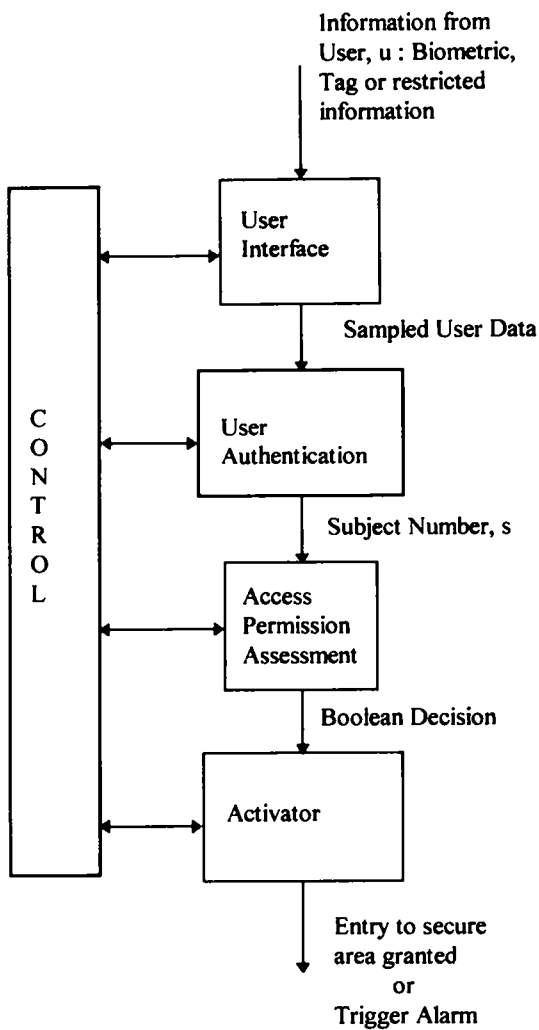 Information from
User, u : Biometric,
Tag or restricted
information
User
Interface
Sampled User Data
User
Authentication
Subject Number, s
Access
Permission
Assessment
Boolean Decision
Activator
Entry to secure
area granted
or
Trigger Alarm
C
O
N
T
R
O
L